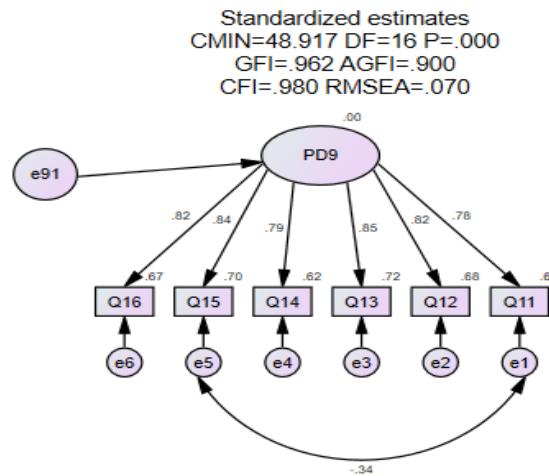 Standardized estimates
CMIN=48.917 DF=16 P=.000
GFI=.962 AGFI=.900
CFI=.980 RMSEA=.070
.00
PD9
e91
.82 .84 .79 .85 .82 .78
.67 .70 .62 .72 .68
Q16 Q15 Q14 Q13 Q12 Q11
e6 e5 e4 e3 e2 e1
-.34